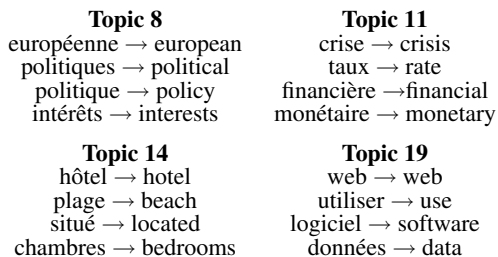 Topic 8
européenne → european
politiques → political
politique → policy
intérêts → interests
Topic 11
crise → crisis
taux → rate
financière →financial
monétaire → monetary
Topic 14
hôtel → hotel
plage → beach
situé → located
chambres → bedrooms
Topic 19
web → web
utiliser → use
logiciel → software
données → data